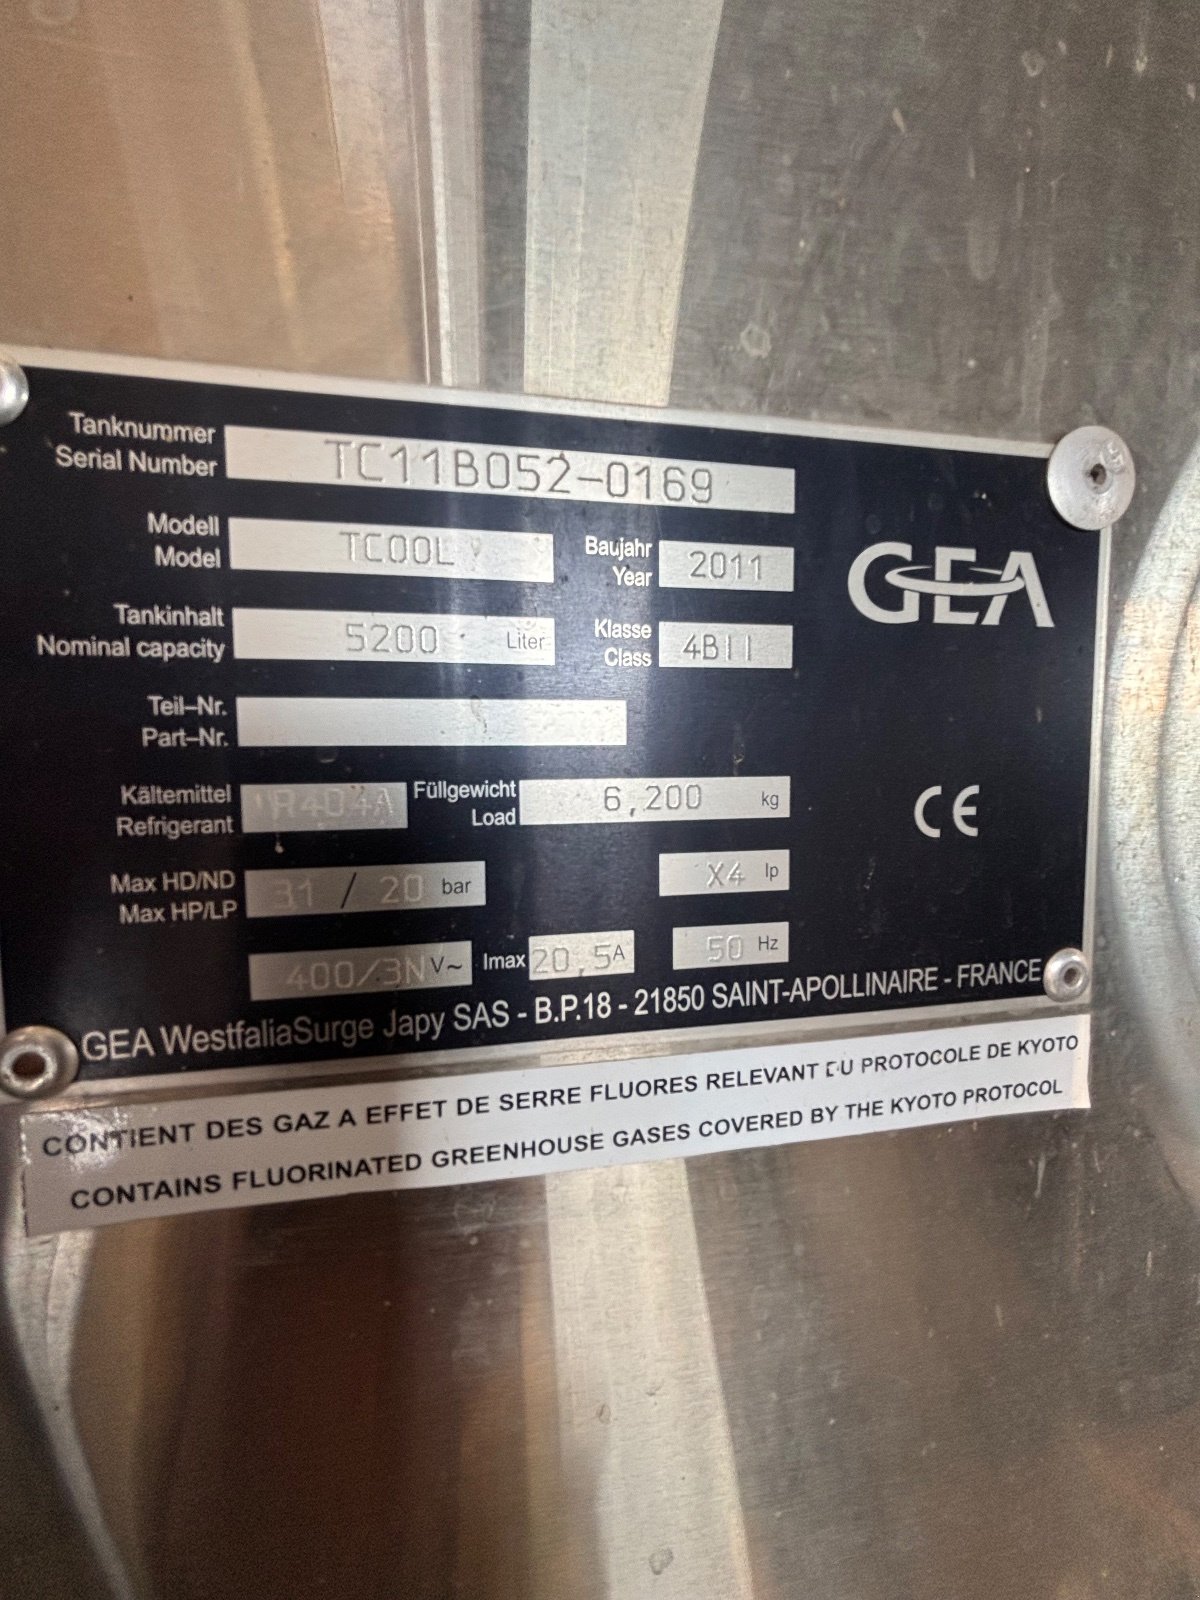 Tanknummer
Serial Number TC11B052-0169
Modell
Model TCOOL
Baujahr
Year 2011
GEA
Tankinhalt
Nominal capacity 5200 Liter
Klasse
Class 4BII
Teil-Nr.
Part-Nr.
Kältemittel
Refrigerant R404A
Füllgewicht
Load 6,200 kg
CE
Max HD/ND
Max HP/LP 31 / 20 bar
X4 Ip
400/3N V~ Imax 20,5 A 50 Hz
GEA WestfaliaSurge Japy SAS - B.P.18 - 21850 SAINT-APOLLINAIRE - FRANCE
CONTIENT DES GAZ A EFFET DE SERRE FLUORES RELEVANT DU PROTOCOLE DE KYOTO
CONTAINS FLUORINATED GREENHOUSE GASES COVERED BY THE KYOTO PROTOCOL